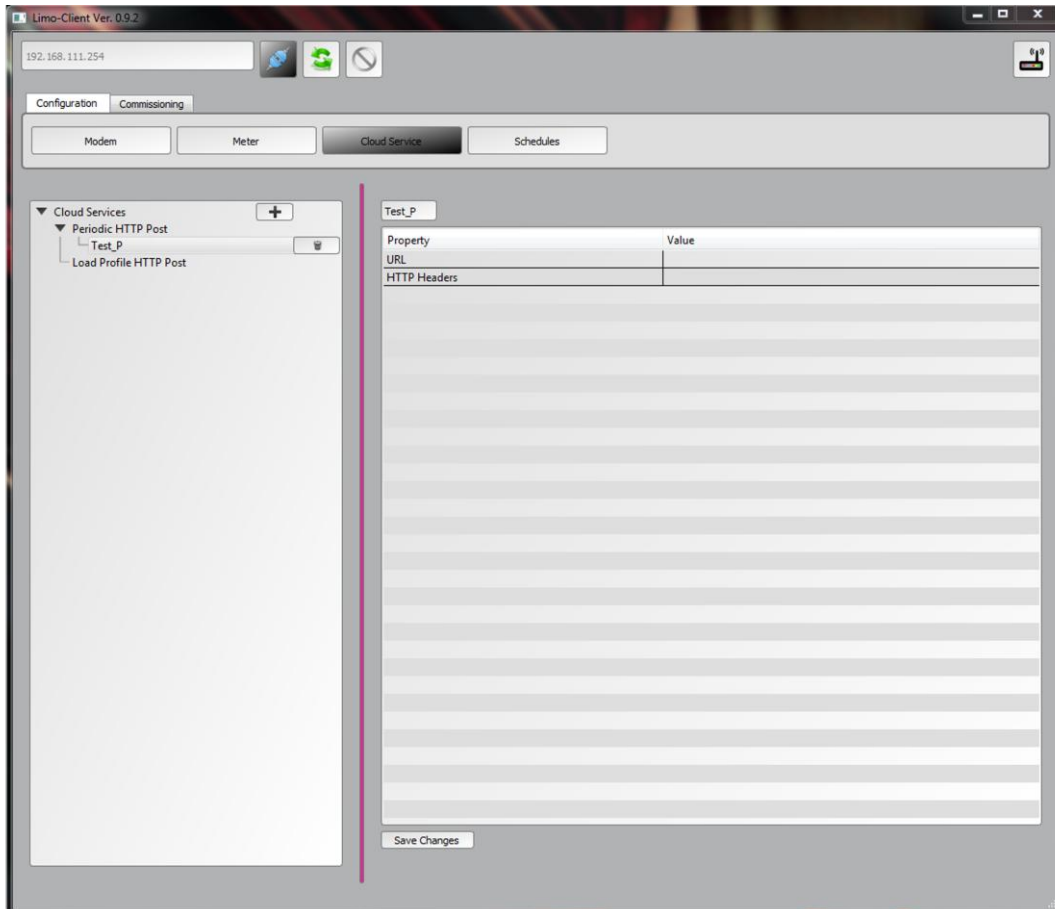 Limo-Client Ver. 0.9.2
192.168.111.254
Configuration Commissioning
Modem Meter Cloud Service Schedules
Cloud Services
Periodic HTTP Post
Test_P
Load Profile HTTP Post
Test_P
Property Value
URL
HTTP Headers
Save Changes